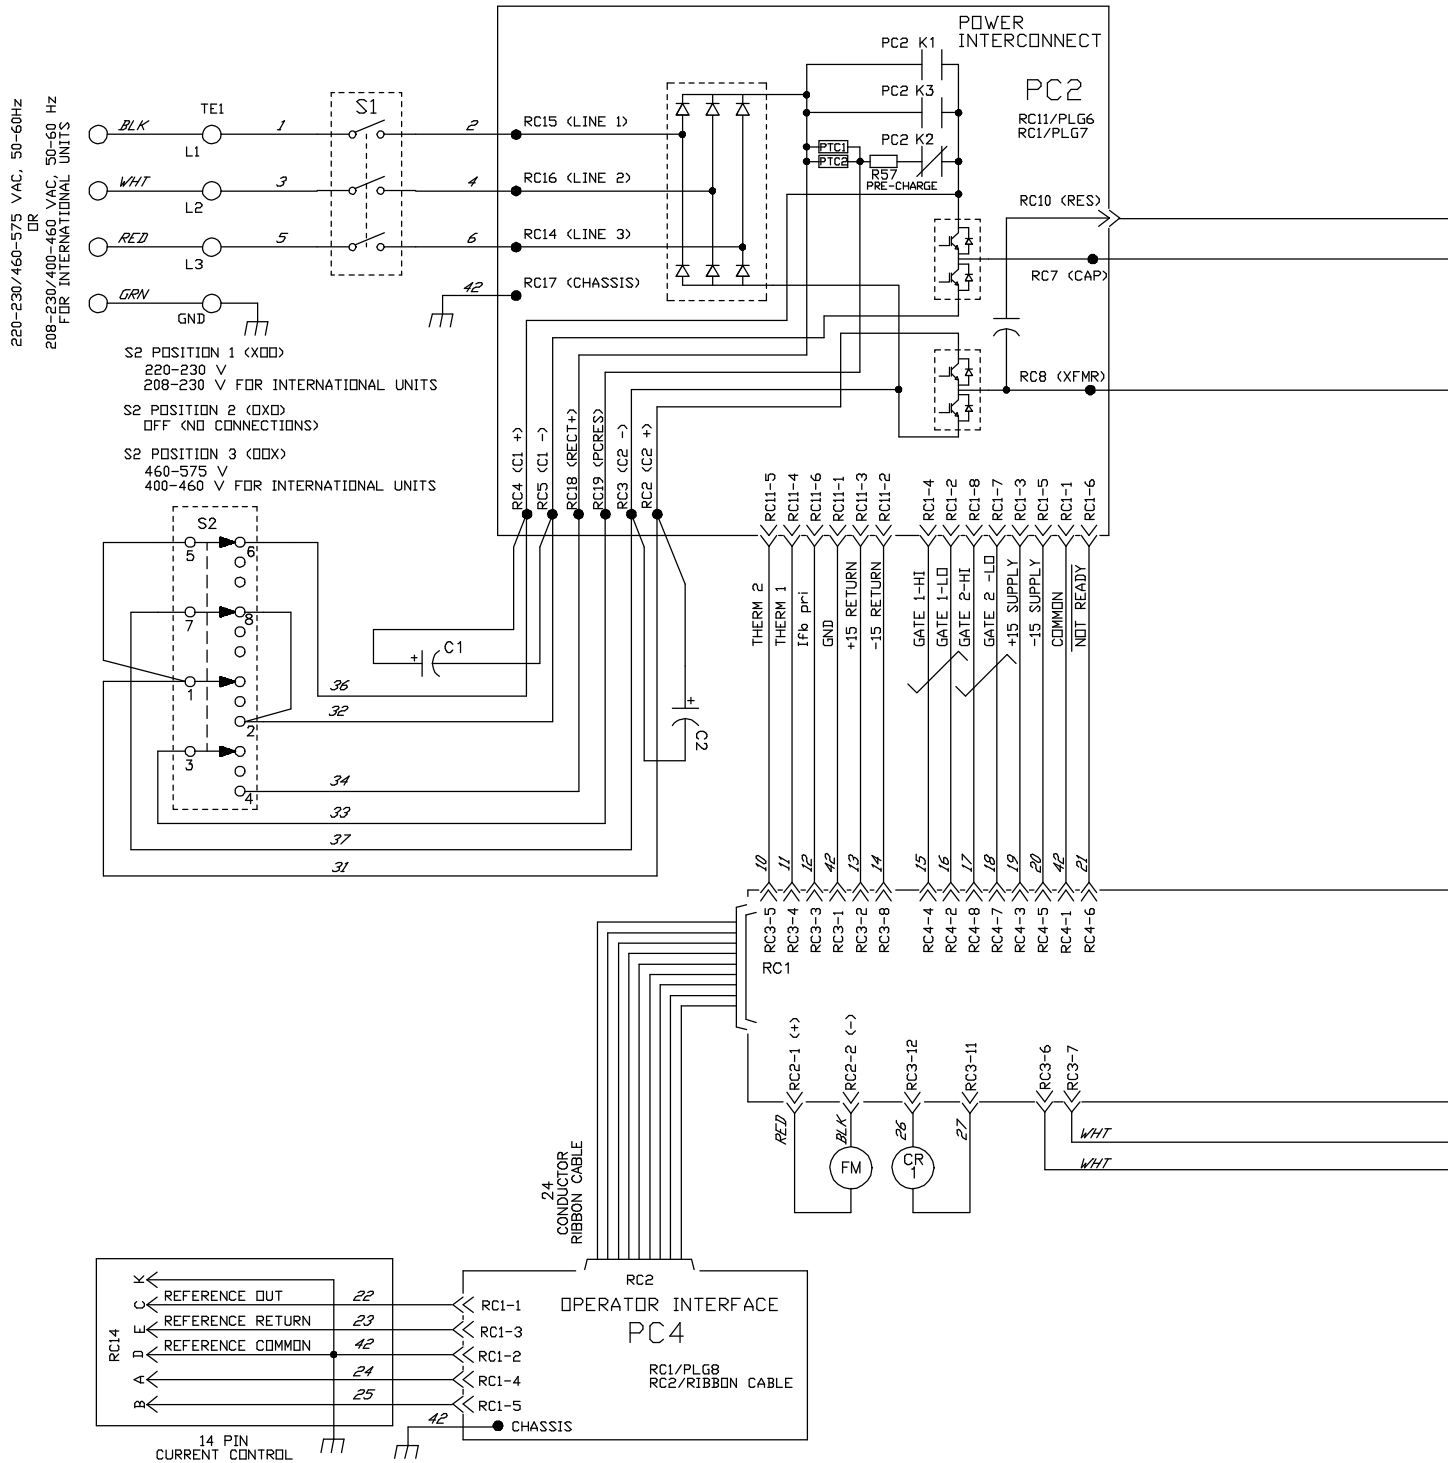 220-230/460-575 VAC, 50-60Hz
OR
208-230/400-460 VAC, 50-60 Hz
FOR INTERNATIONAL UNITS
BLK
WHT
RED
GRN
TE1
L1
L2
L3
GND
1
3
5
S1
2
4
6
42
RC15 (LINE 1)
RC16 (LINE 2)
RC14 (LINE 3)
RC17 (CHASSIS)
POWER
INTERCONNECT
PC2
RC11/PLG6
RC1/PLG7
PC2 K1
PC2 K3
PC2 K2
PTC1
PTC2
R57
PRE-CHARGE
RC10 (RES)
RC7 (CAP)
RC8 (XFMR)
S2 POSITION 1 (XOO)
220-230 V
208-230 V FOR INTERNATIONAL UNITS
S2 POSITION 2 (OXO)
OFF (NO CONNECTIONS)
S2 POSITION 3 (OOX)
460-575 V
400-460 V FOR INTERNATIONAL UNITS
RC4 (C1 +)
RC5 (C1 -)
RC18 (RECT+)
RC19 (PCRES)
RC3 (C2 -)
RC2 (C2 +)
RC11-5
RC11-4
RC11-6
RC11-1
RC11-3
RC11-2
RC1-4
RC1-2
RC1-8
RC1-7
RC1-3
RC1-5
RC1-1
RC1-6
S2
5
6
7
8
1
2
3
4
+
C1
+
C2
36
32
34
33
37
31
THERM 2
THERM 1
Ifb pri
GND
+15 RETURN
-15 RETURN
GATE 1-HI
GATE 1-LO
GATE 2-HI
GATE 2 -LO
+15 SUPPLY
-15 SUPPLY
COMMON
NOT READY
10
11
12
42
13
14
15
16
17
18
19
20
42
21
RC3-5
RC3-4
RC3-3
RC3-1
RC3-2
RC3-8
RC4-4
RC4-2
RC4-8
RC4-7
RC4-3
RC4-5
RC4-1
RC4-6
RC1
RC2-1 (+)
RC2-2 (-)
RC3-12
RC3-11
RC3-6
RC3-7
RED
BLK
26
27
WHT
WHT
FM
CR
1
24
CONDUCTOR
RIBBON CABLE
RC14
K
C
E
D
A
B
REFERENCE OUT
REFERENCE RETURN
REFERENCE COMMON
22
23
42
24
25
42
RC1-1
RC1-3
RC1-2
RC1-4
RC1-5
CHASSIS
RC2
OPERATOR INTERFACE
PC4
RC1/PLG8
RC2/RIBBON CABLE
14 PIN
CURRENT CONTROL